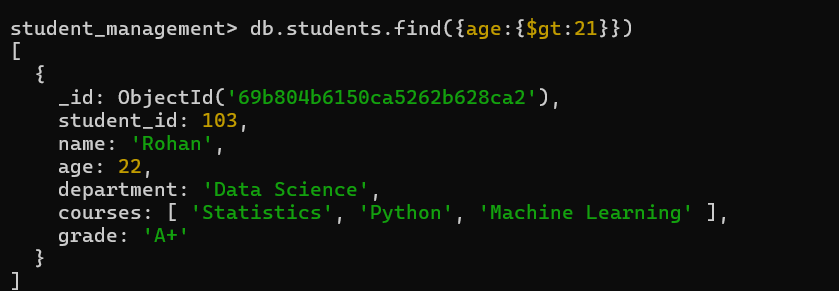 student_management> db.students.find({age:{$gt:21}})
[
  {
    _id: ObjectId('69b804b6150ca5262b628ca2'),
    student_id: 103,
    name: 'Rohan',
    age: 22,
    department: 'Data Science',
    courses: [ 'Statistics', 'Python', 'Machine Learning' ],
    grade: 'A+'
  }
]